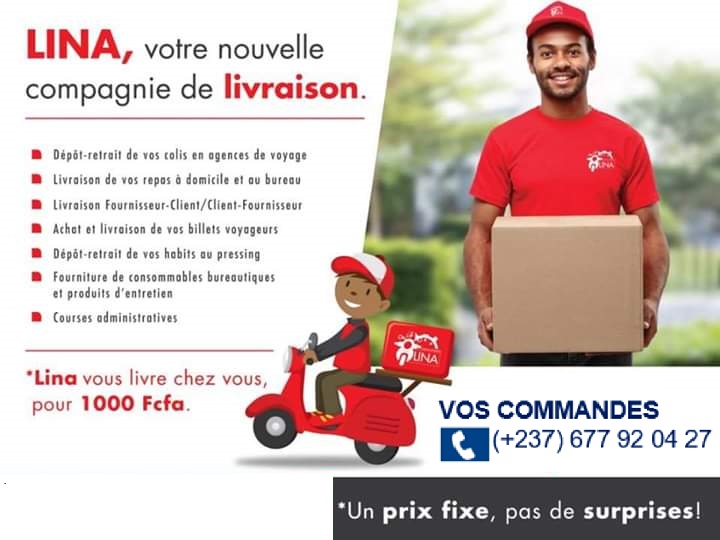 LINA, votre nouvelle
compagnie de livraison.
Dépôt-retrait de vos colis en agences de voyage
Livraison de vos repas à domicile et au bureau
Livraison Fournisseur-Client/Client-Fournisseur
Achat et livraison de vos billets voyageurs
Dépôt-retrait de vos habits au pressing
Fourniture de consommables bureautiques
et produits d'entretien
Courses administratives
*Lina vous livre chez vous,
pour 1000 Fcfa.
LINA
LINA
VOS COMMANDES
(+237) 677 92 04 27
*Un prix fixe, pas de surprises!